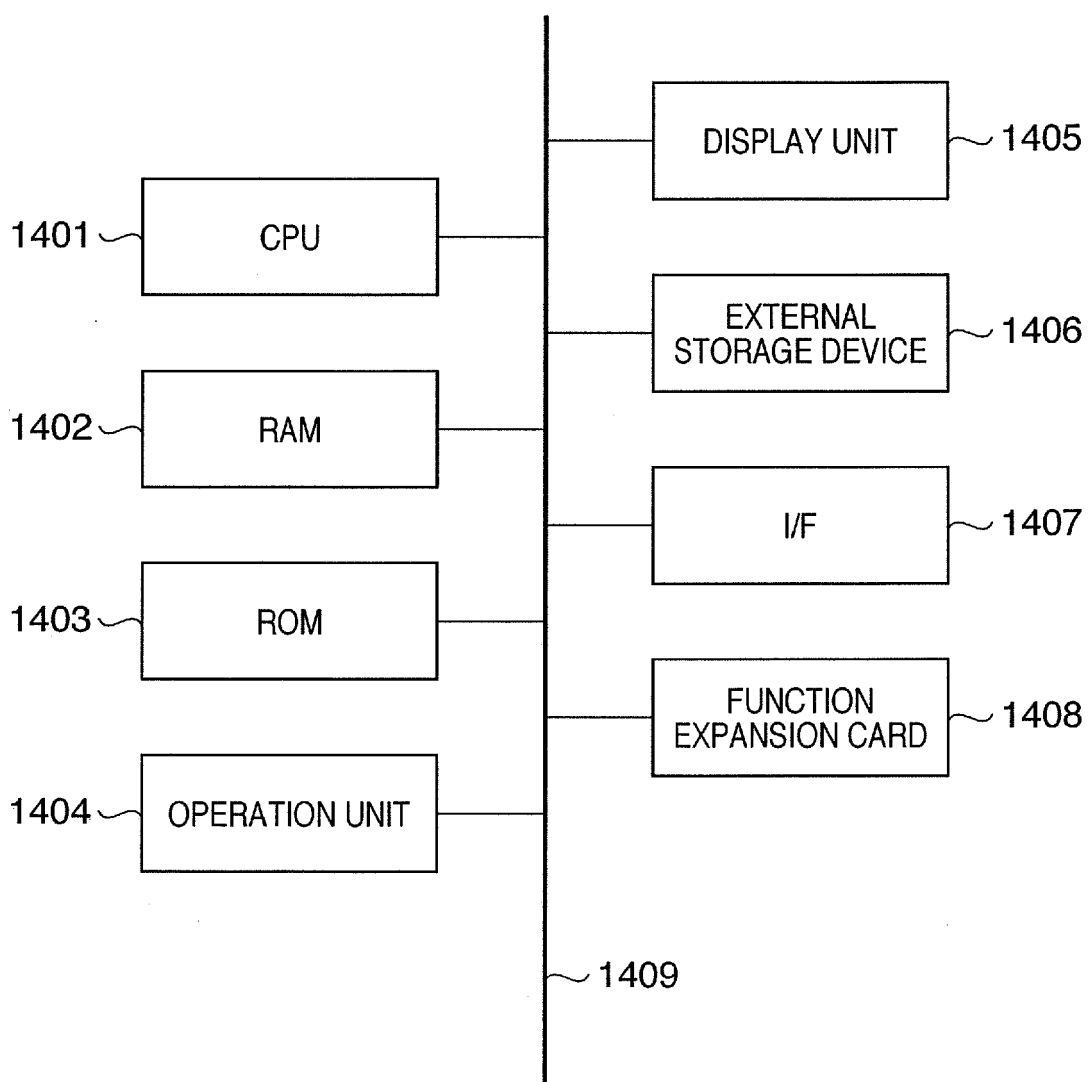 DISPLAY UNIT
1405
1401
CPU
EXTERNAL
STORAGE DEVICE
1406
1402
RAM
I/F
1407
1403
ROM
FUNCTION
EXPANSION CARD
1408
1404
OPERATION UNIT
1409